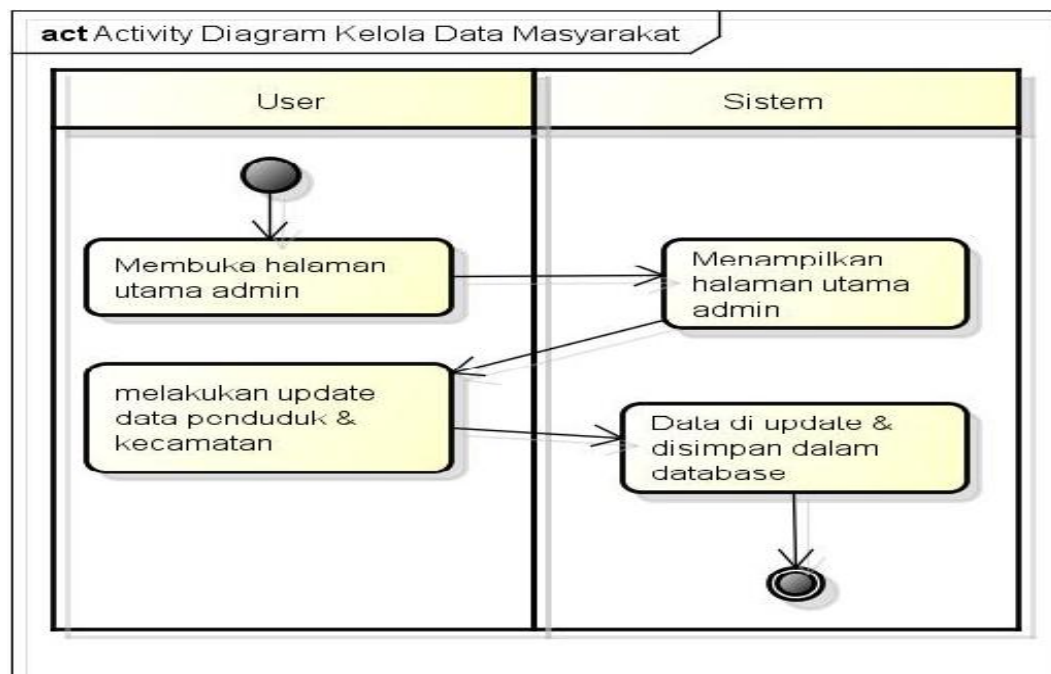 act Activity Diagram Kelola Data Masyarakat
User
Sistem
Membuka halaman
utama admin
Menampilkan
halaman utama
admin
melakukan update
data penduduk &
kecamatan
Data di update &
disimpan dalam
database